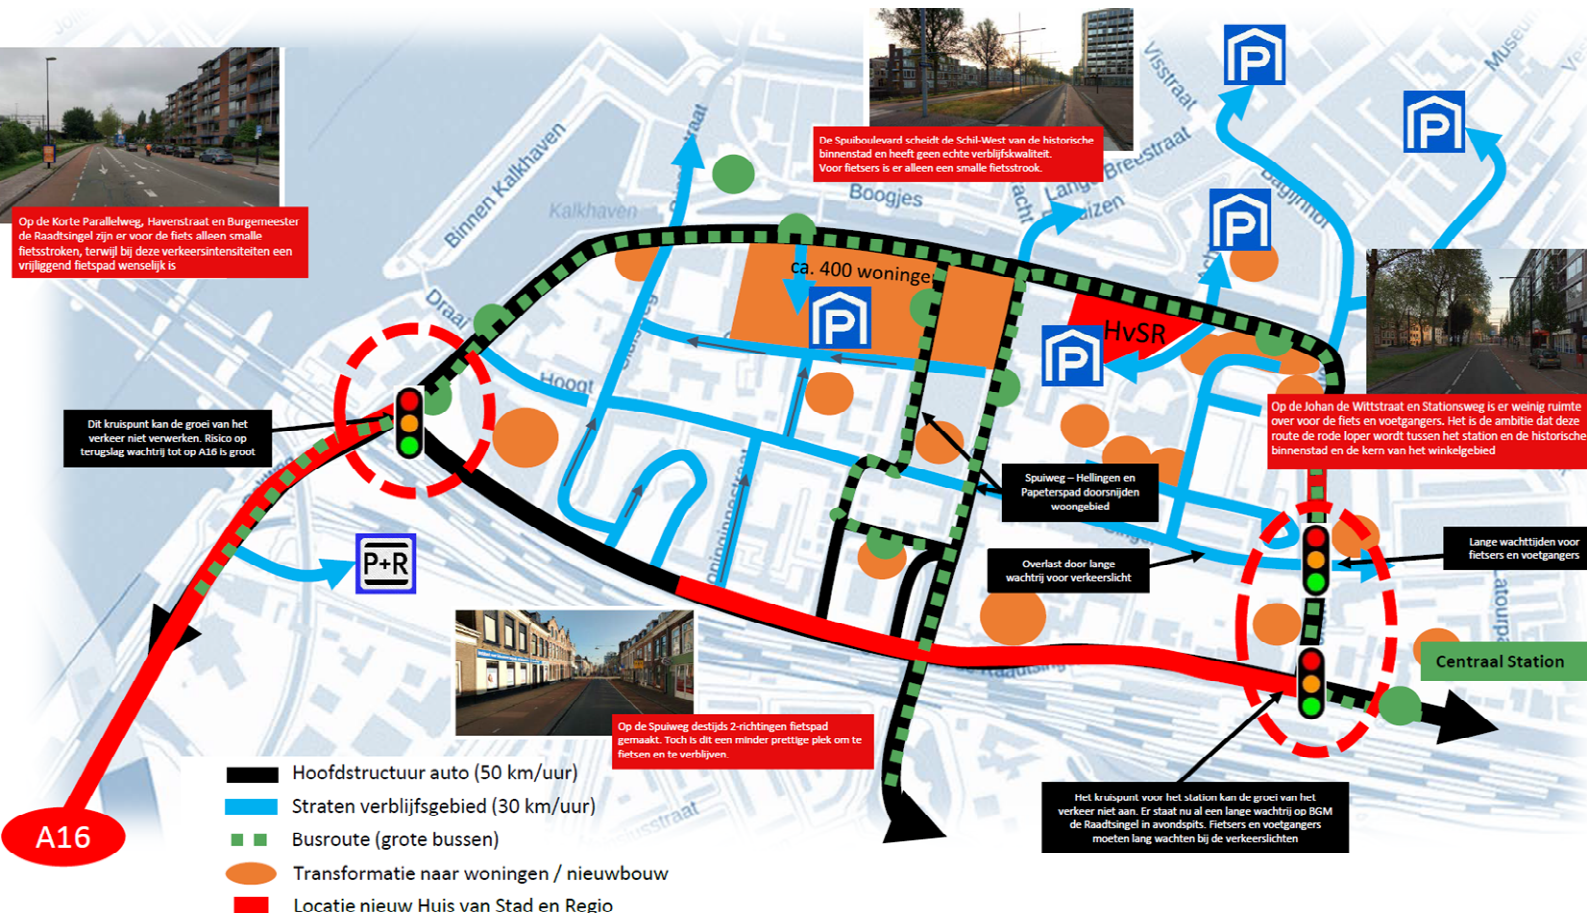 Visstraat
Museum
Binnen Kalkhaven
Kalkhaven
Boogjes
Lange Breestraat
Bagijnhof
De Spuiboulevard scheidt de Schil-West van de historische
binnenstad en heeft geen echte verblijfskwaliteit.
Voor fietsers is er alleen een smalle fietsstrook.
Op de Korte Parallelweg, Havenstraat en Burgemeester
de Raadtsingel zijn er voor de fiets alleen smalle
fietsstroken, terwijl bij deze verkeersintensiteiten een
vrijliggend fietspad wenselijk is
P
P
P
ca. 400 woninge
P
HvSR
P
Draai
Hoogt
Dit kruispunt kan de groei van het
verkeer niet verwerken. Risico op
terugslag wachtrij tot op A16 is groot
Op de Johan de Wittstraat en Stationsweg is er weinig ruimte
over voor de fiets en voetgangers. Het is de ambitie dat deze
route de rode loper wordt tussen het station en de historische
binnenstad en de kern van het winkelgebied
Spuiweg – Hellingen en
Papeterspad doorsnijden
woongebied
Singel
Lange wachttijden voor
fietsers en voetgangers
Overlast door lange
wachtrij voor verkeerslicht
P+R
Centraal Station
Op de Spuiweg destijds 2-richtingen fietspad
gemaakt. Toch is dit een minder prettige plek om te
fietsen en te verblijven.
Het kruispunt voor het station kan de groei van het
verkeer niet aan. Er staat nu al een lange wachtrij op BGM
de Raadtsingel in avondspits. Fietsers en voetgangers
moeten lang wachten bij de verkeerslichten
A16
Hoofdstructuur auto (50 km/uur)
Straten verblijfsgebied (30 km/uur)
Busroute (grote bussen)
Transformatie naar woningen / nieuwbouw
Locatie nieuw Huis van Stad en Regio